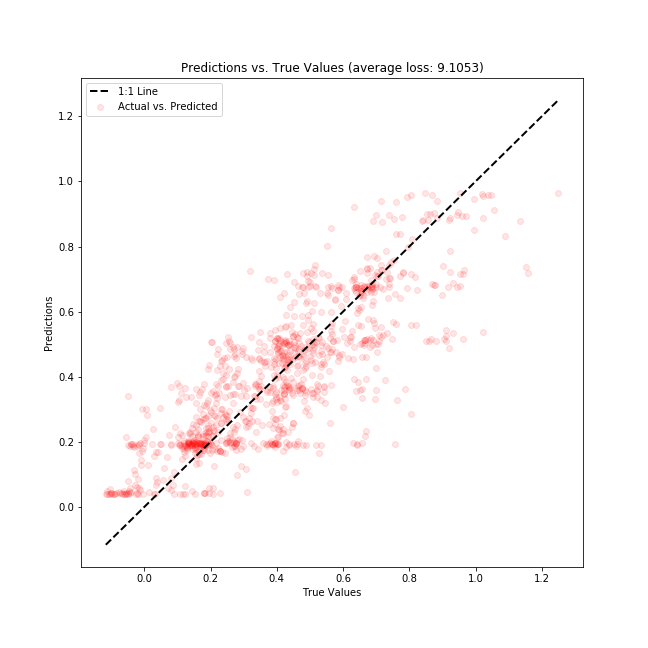 Predictions vs. True Values (average loss: 9.1053)
1:1 Line
Actual vs. Predicted
1.2
1.0
0.8
0.6
0.4
0.2
0.0
Predictions
0.0 0.2 0.4 0.6 0.8 1.0 1.2
True Values